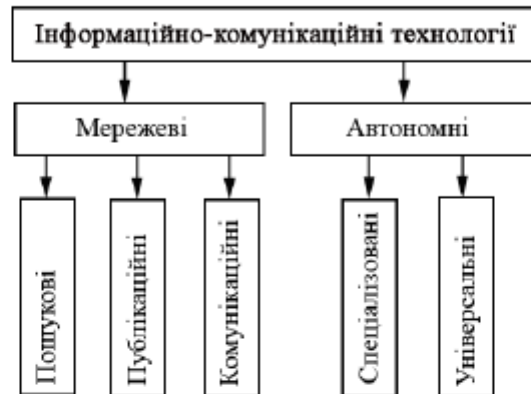 Інформаційно-комунікаційні технології
Мережеві
Автономні
Пошукові
Публікаційні
Комунікаційні
Спеціалізовані
Універсальні